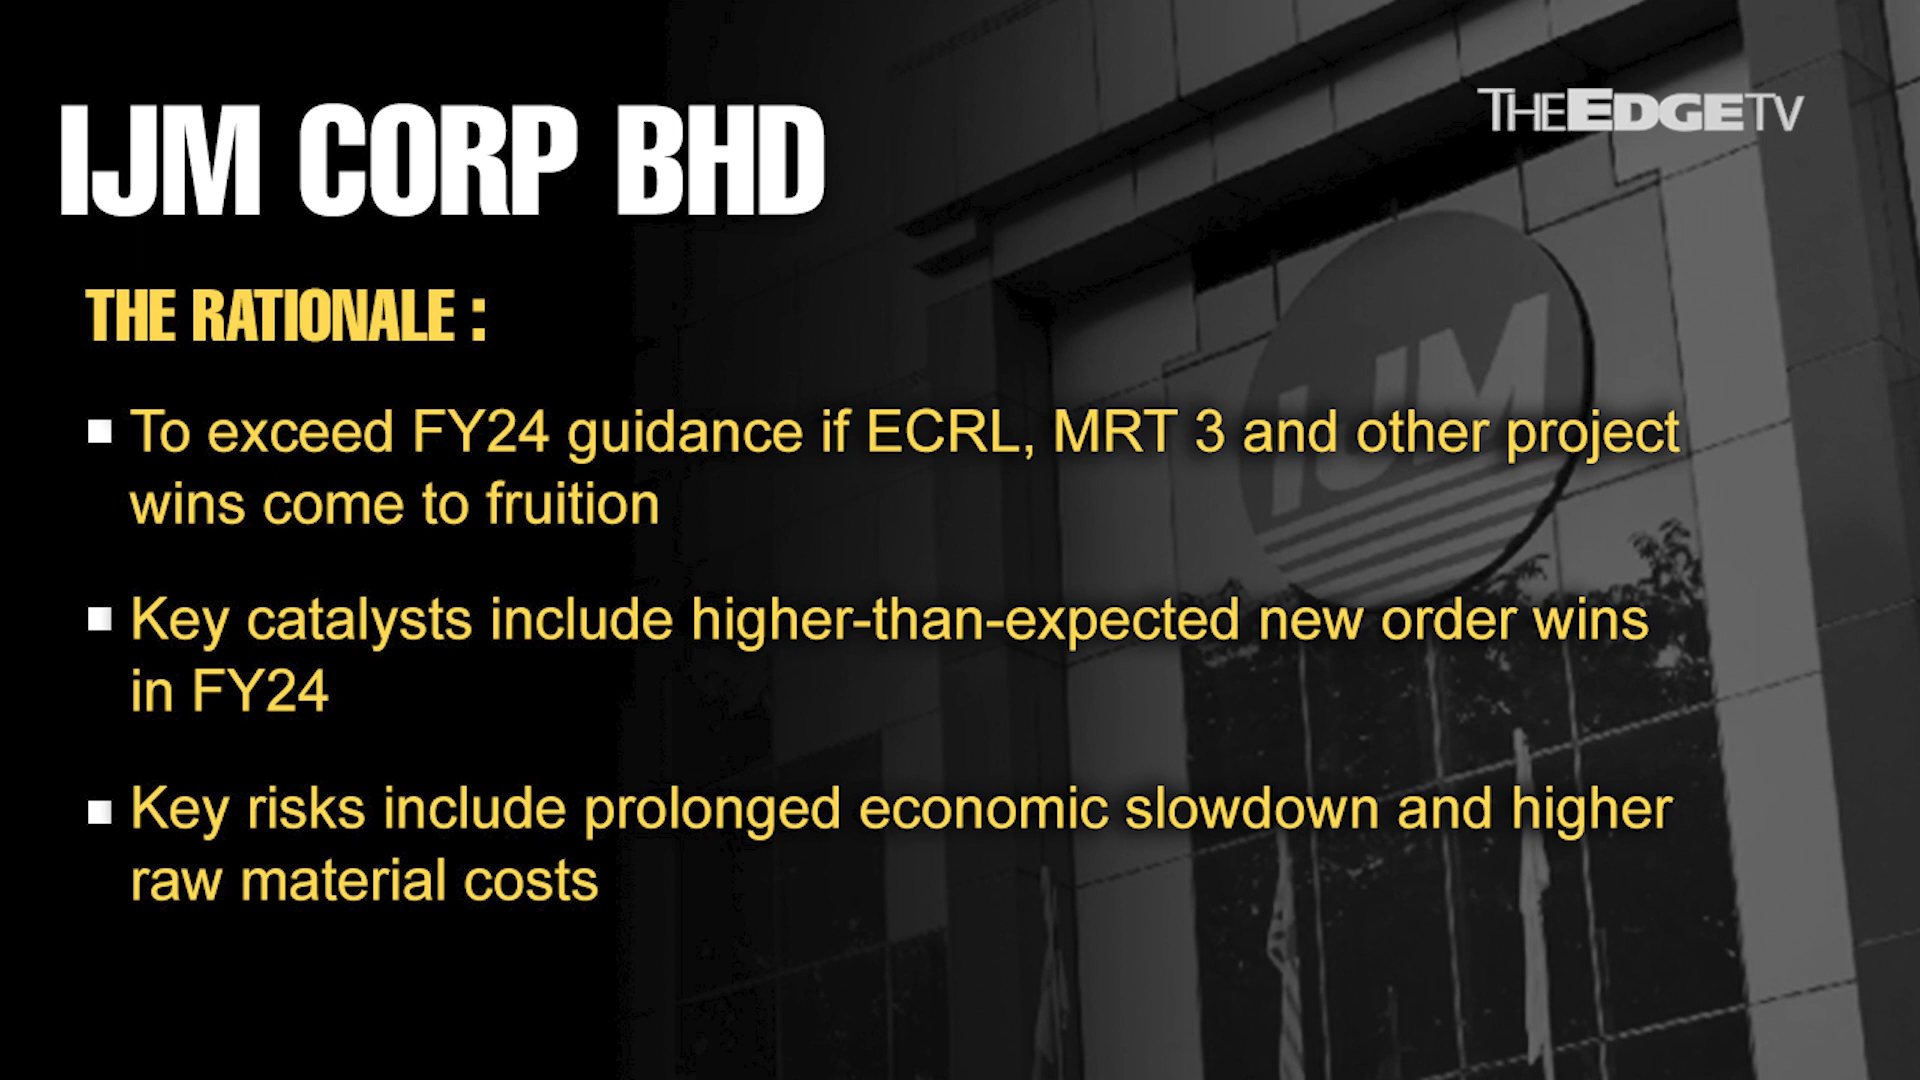 IJM CORP BHD
THEEDGETV
THE RATIONALE :
To exceed FY24 guidance if ECRL, MRT 3 and other project
wins come to fruition
Key catalysts include higher-than-expected new order wins
in FY24
Key risks include prolonged economic slowdown and higher
raw material costs
IJM